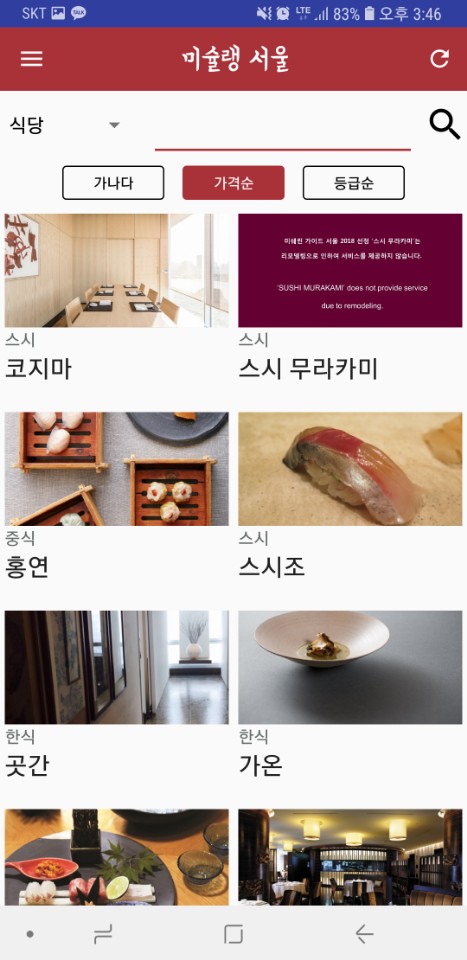 SKT TALK LTE 83% 오후 3:46
미슐랭 서울
식당
가나다 가격순 등급순
미쉐린 가이드 서울 2018 선정 '스시 무라카미'는
리모델링으로 인하여 서비스를 제공하지 않습니다.
'SUSHI MURAKAMI' does not provide service
due to remodeling.
스시 스시
코지마 스시 무라카미
중식 스시
홍연 스시조
한식 한식
곳간 가온